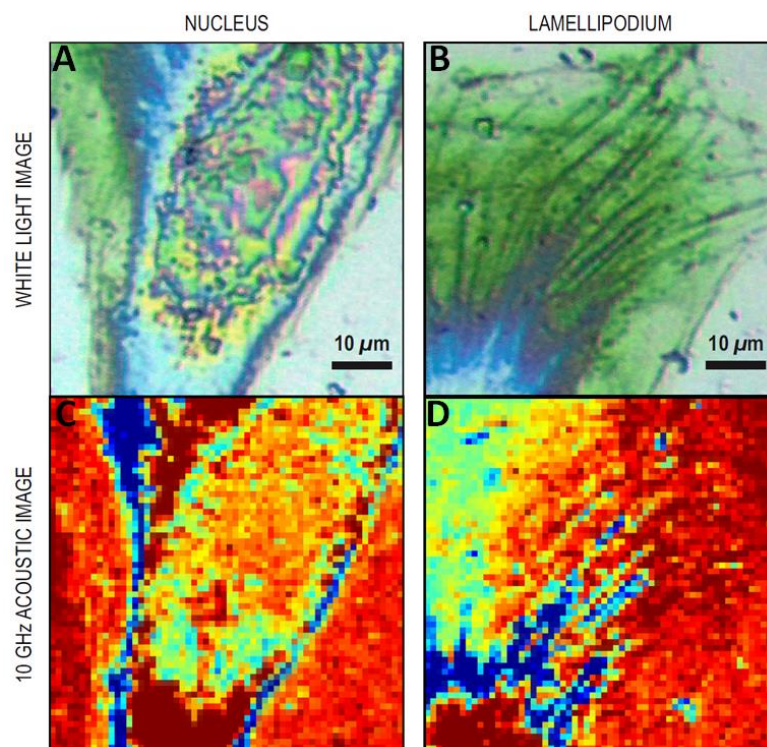 NUCLEUS
LAMELLIPODIUM
WHITE LIGHT IMAGE
A
10 µm
B
10 µm
10 GHz ACOUSTIC IMAGE
C
D